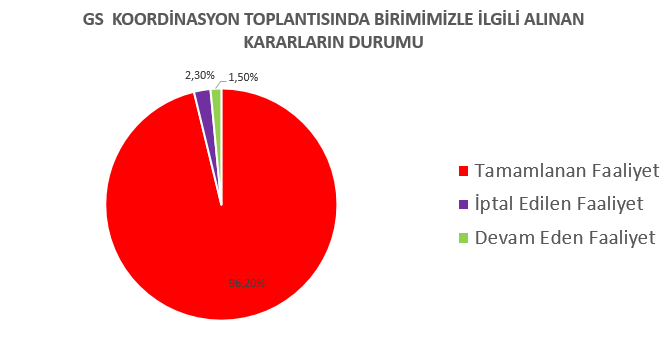 GS KOORDİNASYON TOPLANTISINDA BİRİMİMİZLE İLGİLİ ALINAN
KARARLARIN DURUMU
2,30%
1,50%
96,20%
Tamamlanan Faaliyet
İptal Edilen Faaliyet
Devam Eden Faaliyet